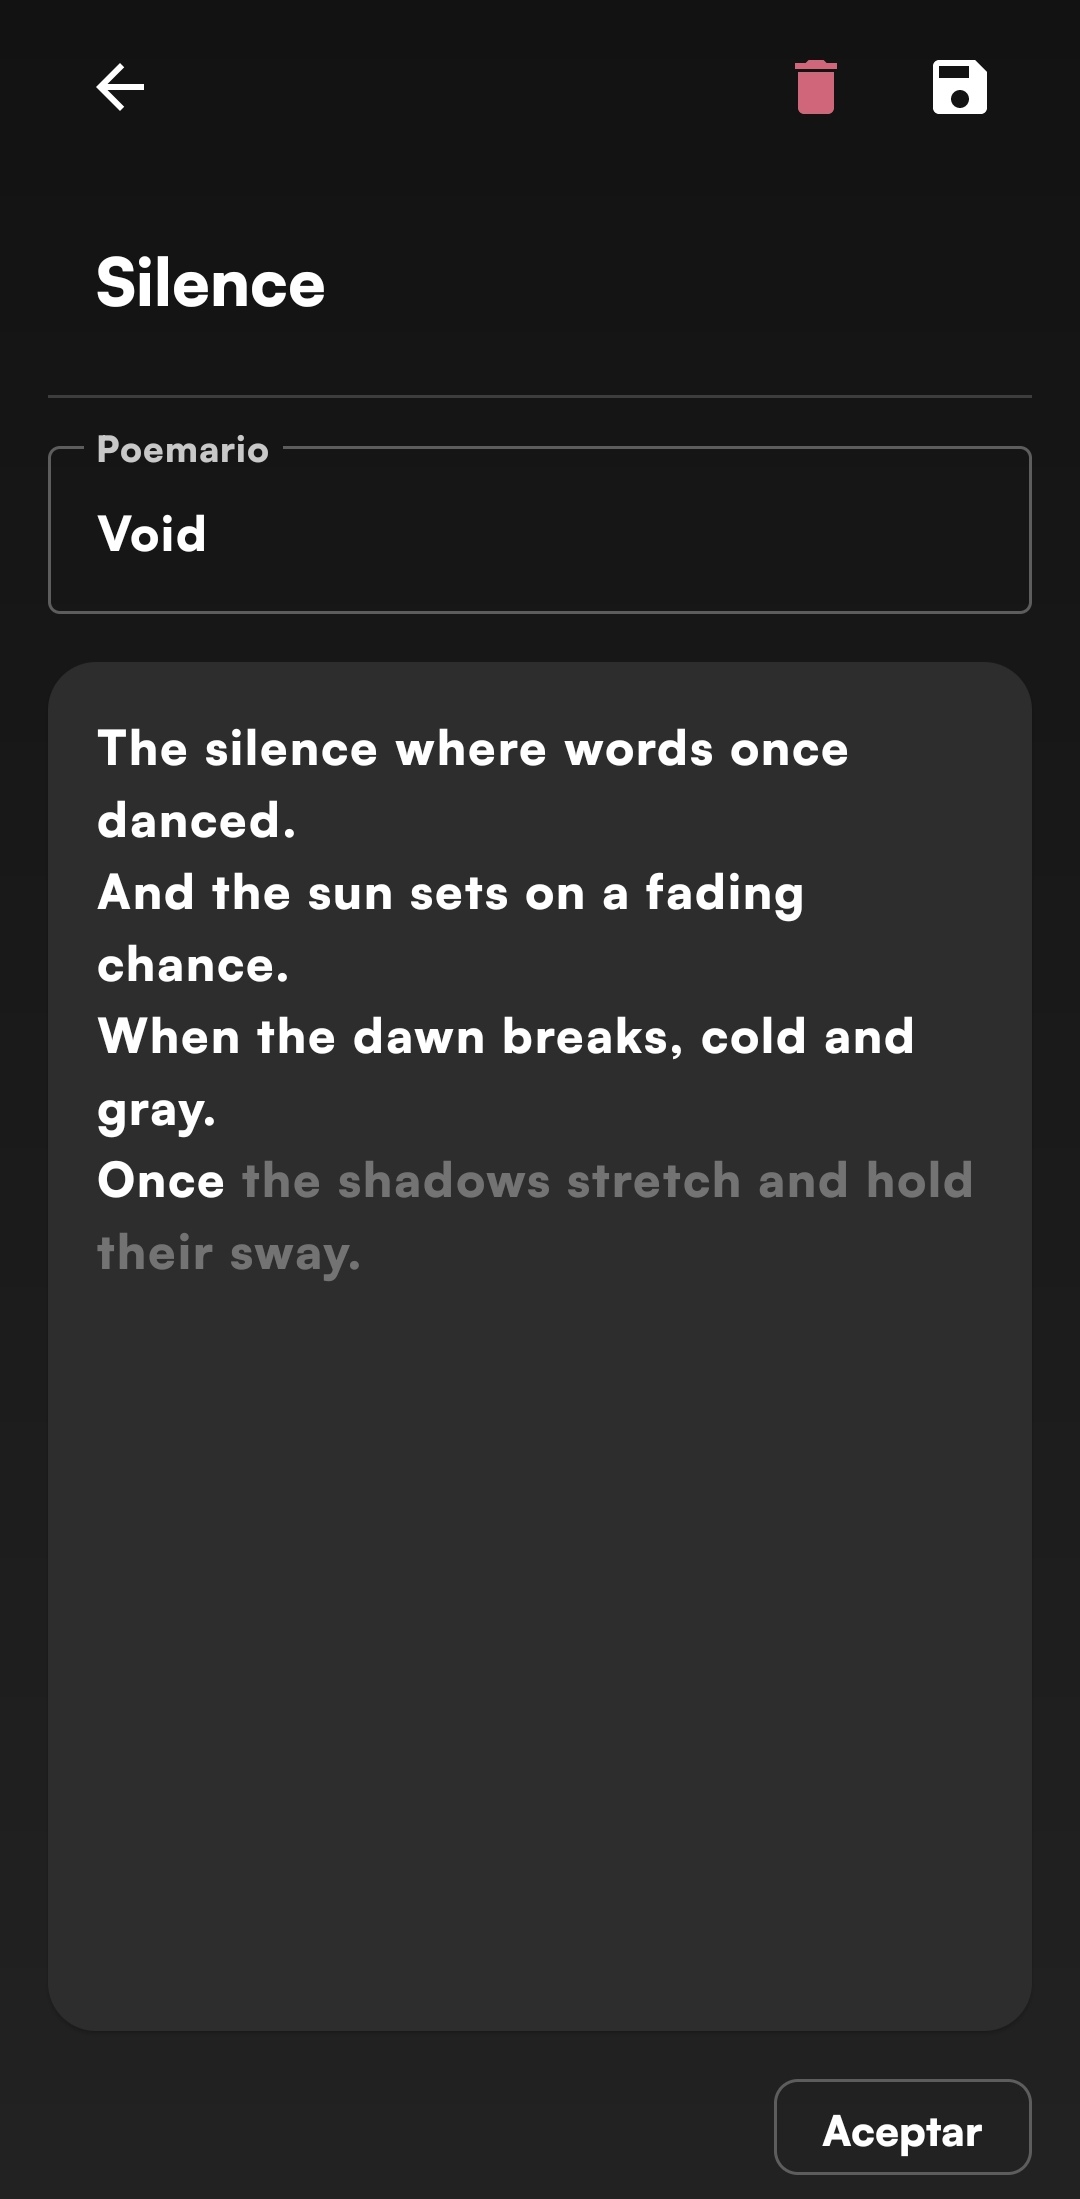 Silence
Poemario
Void
The silence where words once
danced.
And the sun sets on a fading
chance.
When the dawn breaks, cold and
gray.
Once the shadows stretch and hold
their sway.
Aceptar